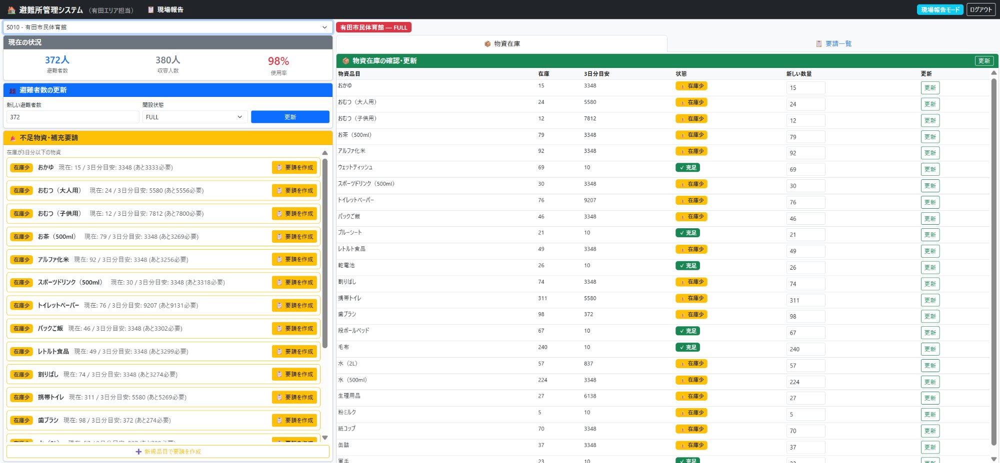 避難所管理システム （有田エリア担当） 現場報告 現場報告モード ログアウト
S010 - 有田市民体育館
現在の状況
372人 380人 98%
避難者数 収容人数 使用率
避難者数の更新
新しい避難者数 開設状態
372 FULL 更新
不足物資・補充要請
在庫が3日分以下の物資
在庫少 おかゆ 現在: 15 / 3日分目安: 3348 (あと3333必要) 要請を作成
在庫少 おむつ（大人用） 現在: 24 / 3日分目安: 5580 (あと5556必要) 要請を作成
在庫少 おむつ（子供用） 現在: 12 / 3日分目安: 7812 (あと7800必要) 要請を作成
在庫少 お茶（500ml） 現在: 79 / 3日分目安: 3348 (あと3269必要) 要請を作成
在庫少 アルファ化米 現在: 92 / 3日分目安: 3348 (あと3256必要) 要請を作成
在庫少 スポーツドリンク（500ml） 現在: 30 / 3日分目安: 3348 (あと3318必要) 要請を作成
在庫少 トイレットペーパー 現在: 76 / 3日分目安: 9207 (あと9131必要) 要請を作成
在庫少 パックご飯 現在: 46 / 3日分目安: 3348 (あと3302必要) 要請を作成
在庫少 レトルト食品 現在: 49 / 3日分目安: 3348 (あと3299必要) 要請を作成
在庫少 割りばし 現在: 74 / 3日分目安: 3348 (あと3274必要) 要請を作成
在庫少 携帯トイレ 現在: 311 / 3日分目安: 5580 (あと5269必要) 要請を作成
在庫少 歯ブラシ 現在: 98 / 3日分目安: 372 (あと274必要) 要請を作成
新規品目で要請を作成
有田市民体育館 — FULL
物資在庫 要請一覧
物資在庫の確認・更新 更新
物資品目 在庫 3日分目安 状態 新しい数量 更新
おかゆ 15 3348 在庫少 15 更新
おむつ（大人用） 24 5580 在庫少 24 更新
おむつ（子供用） 12 7812 在庫少 12 更新
お茶（500ml） 79 3348 在庫少 79 更新
アルファ化米 92 3348 在庫少 92 更新
ウェットティッシュ 69 10 ✓ 充足 69 更新
スポーツドリンク（500ml） 30 3348 在庫少 30 更新
トイレットペーパー 76 9207 在庫少 76 更新
パックご飯 46 3348 在庫少 46 更新
ブルーシート 21 10 ✓ 充足 21 更新
レトルト食品 49 3348 在庫少 49 更新
乾電池 26 10 ✓ 充足 26 更新
割りばし 74 3348 在庫少 74 更新
携帯トイレ 311 5580 在庫少 311 更新
歯ブラシ 98 372 在庫少 98 更新
段ボールベッド 67 10 ✓ 充足 67 更新
毛布 240 10 ✓ 充足 240 更新
水（2L） 57 837 在庫少 57 更新
水（500ml） 224 3348 在庫少 224 更新
生理用品 27 6138 在庫少 27 更新
粉ミルク 5 10 在庫少 5 更新
紙コップ 70 3348 在庫少 70 更新
缶詰 37 3348 在庫少 37 更新
軍手 23 10 ✓ 充足 23 更新